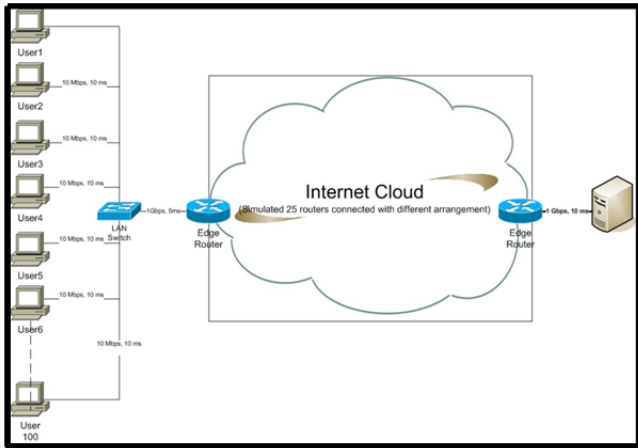 User1
10 Mbps, 10 ms
User2
10 Mbps, 10 ms
User3
10 Mbps, 10 ms
User4
10 Mbps, 10 ms
User5
10 Mbps, 10 ms
User6
10 Mbps, 10 ms
User
100
LAN
Switch
1Gbps, 5ms
Edge
Router
Internet Cloud
(Simulated 25 routers connected with different arrangement)
Edge
Router
1 Gbps, 10 ms